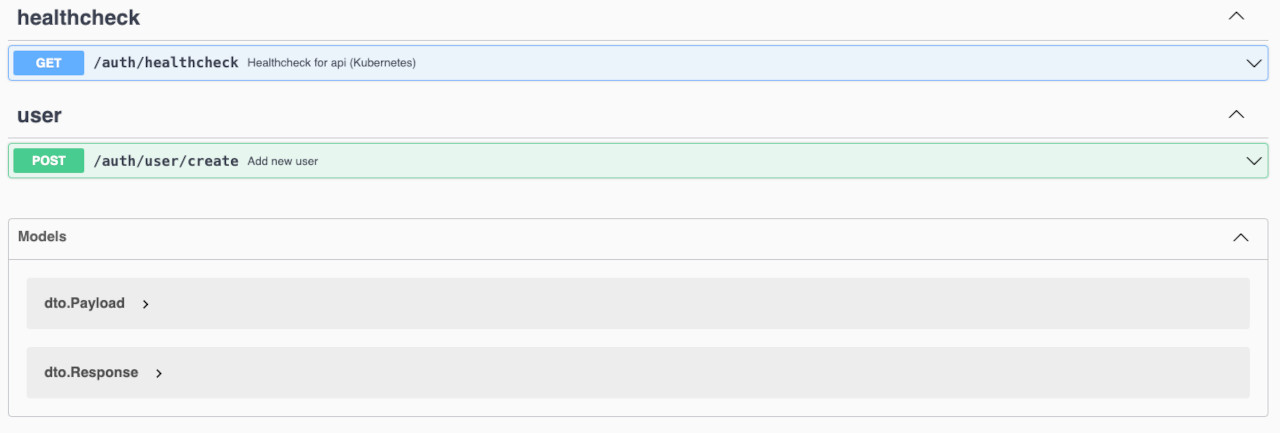 healthcheck
GET /auth/healthcheck Healthcheck for api (Kubernetes)
user
POST /auth/user/create Add new user
Models
dto.Payload
dto.Response